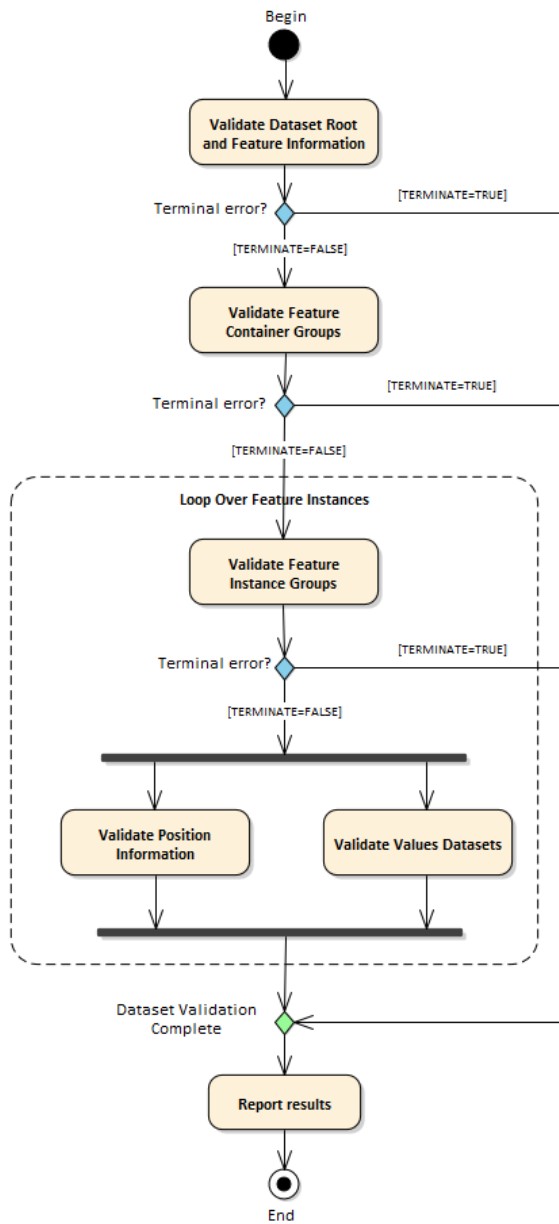 Begin
Validate Dataset Root
and Feature Information
Terminal error?
[TERMINATE=TRUE]
[TERMINATE=FALSE]
Validate Feature
Container Groups
Terminal error?
[TERMINATE=TRUE]
[TERMINATE=FALSE]
Loop Over Feature Instances
Validate Feature
Instance Groups
Terminal error?
[TERMINATE=TRUE]
[TERMINATE=FALSE]
Validate Position
Information
Validate Values Datasets
Dataset Validation
Complete
Report results
End